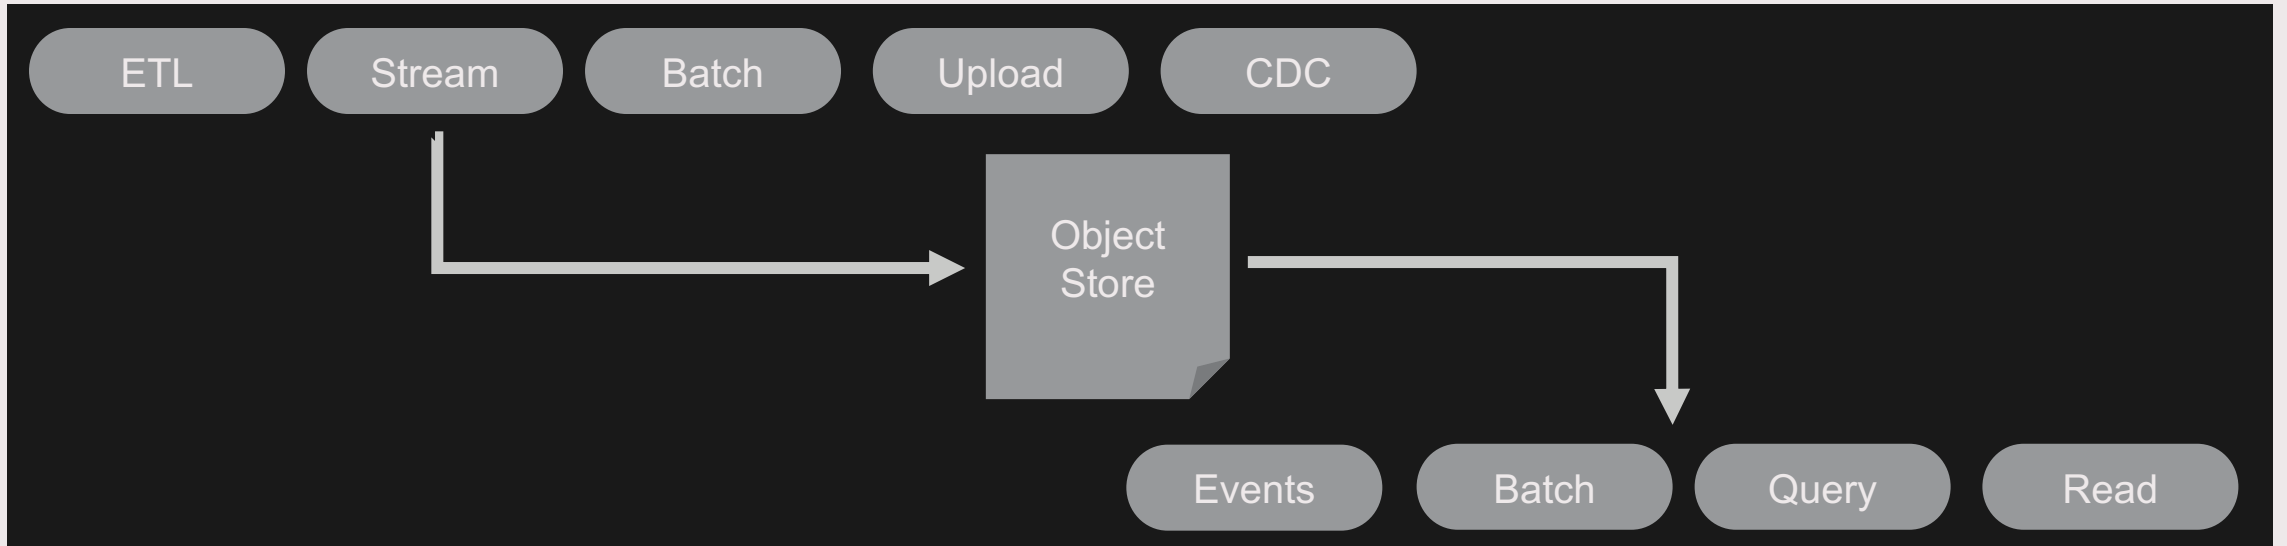 ETL
Stream
Batch
Upload
CDC
Object
Store
Events
Batch
Query
Read